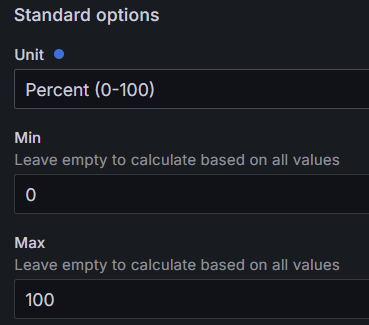 Standard options
Unit
Percent (0-100)
Min
Leave empty to calculate based on all values
0
Max
Leave empty to calculate based on all values
100